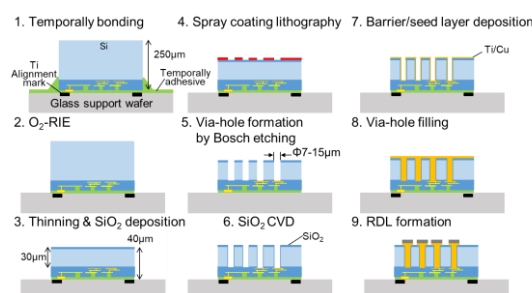 1. Temporally bonding
Si
250μm
Ti
Alignment
mark
Temporally
adhesive
Glass support wafer
2. O2-RIE
3. Thinning & SiO2 deposition
30μm
40μm
4. Spray coating lithography
5. Via-hole formation
by Bosch etching
Φ7-15μm
6. SiO2 CVD
SiO2
7. Barrier/seed layer deposition
Ti/Cu
8. Via-hole filling
9. RDL formation